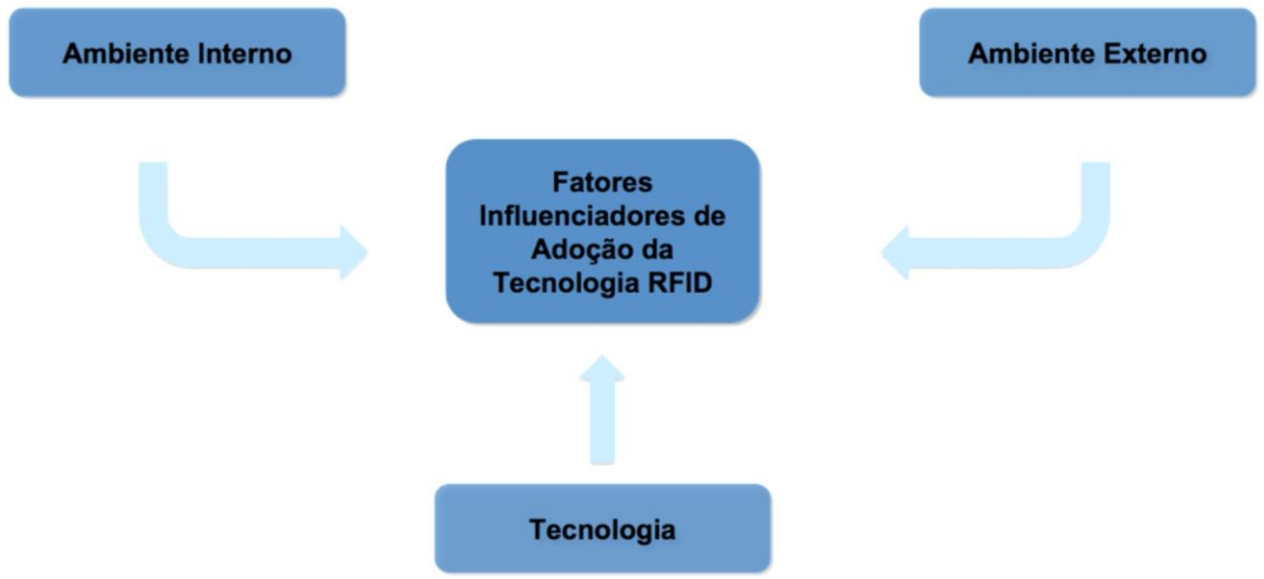 Ambiente Interno
Ambiente Externo
Fatores
Influenciadores de
Adoção da
Tecnologia RFID
Tecnologia